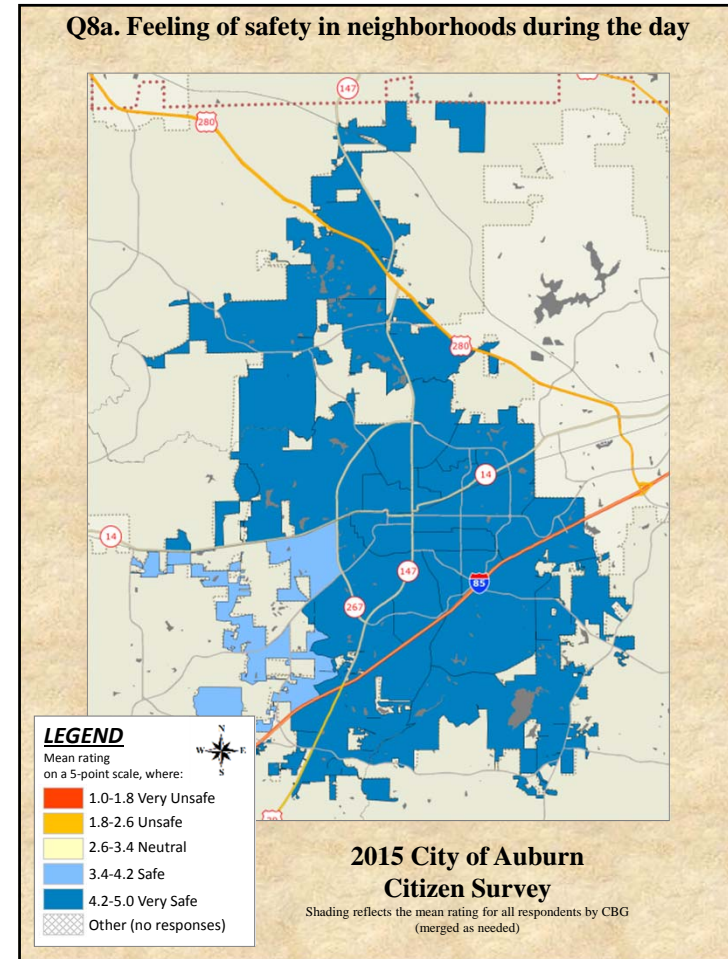 Q8a. Feeling of safety in neighborhoods during the day
147
280
280
14
14
147
85
267
LEGEND
Mean rating
on a 5-point scale, where:
N
W E
S
1.0-1.8 Very Unsafe
1.8-2.6 Unsafe
2.6-3.4 Neutral
3.4-4.2 Safe
4.2-5.0 Very Safe
Other (no responses)
2015 City of Auburn
Citizen Survey
Shading reflects the mean rating for all respondents by CBG
(merged as needed)